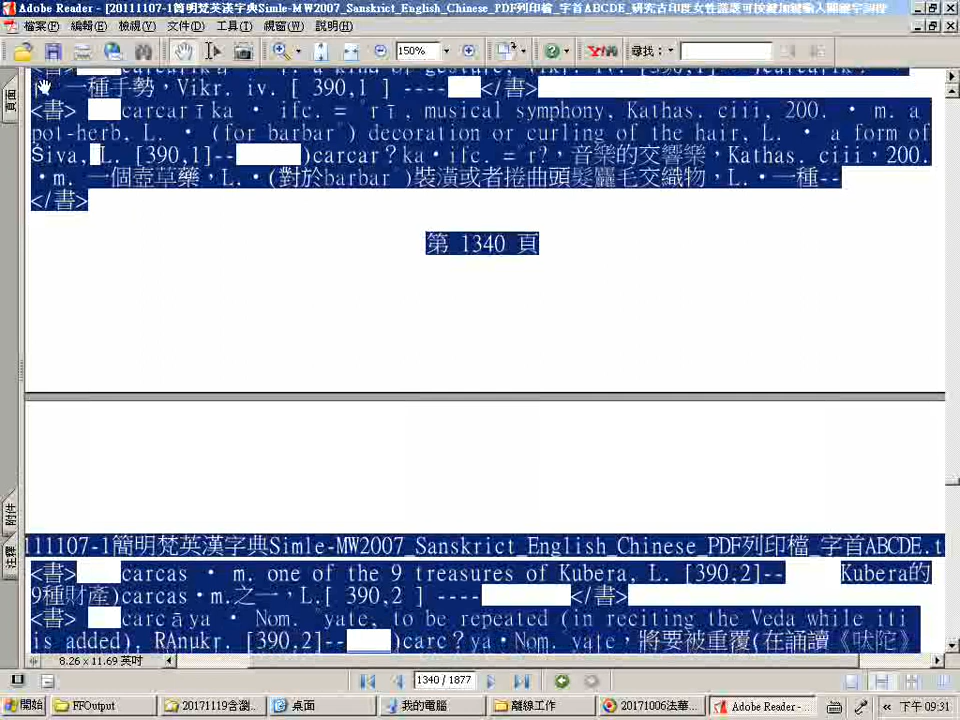 Adobe Reader - [20111107-1簡明梵英漢字典Simle-MW2007_Sanskrict_English_Chinese_PDF列印檔_字首ABCDE_研究古印度女性
檔案(F) 編輯(E) 檢視(V) 文件(D) 工具(T) 視窗(W) 說明(H)
150% 尋找：
頁面
一種手勢，Vikr. iv. [ 390,1 ] ---- </書>
<書> carcarīka · ifc. = °rī, musical symphony, Kathas. ciii, 200. · m. a
pot-herb, L. · (for barbar°) decoration or curling of the hair, L. · a form of
Śiva, L. [390,1]-- )carcar？ka·ifc. =°r?，音樂的交響樂，Kathas. ciii，200.
·m. 一個壺草藥，L.·(對於barbar°)裝潢或者捲曲頭髮羅毛交織物，L.·一種--
</書>
第 1340 頁
111107-1簡明梵英漢字典Simle-MW2007_Sanskrict_English_Chinese_PDF列印檔_字首ABCDE.t
<書> carcas · m. one of the 9 treasures of Kubera, L. [390,2]-- Kubera的
9種財產)carcas·m.之一，L.[ 390,2 ] ---- </書>
<書> carcāya · Nom. °yate, to be repeated (in reciting the Veda while iti
is added), RAnukr. [390,2]-- )carc？ya·Nom.°yate，將要被重覆(在誦讀《吠陀》
附件
注釋
8.26 x 11.69 英吋
1340 / 1877
開始 FFOutput 20171119含瀏... 桌面 我的電腦 離線工作 20171006法華... Adobe Reader -... 下午 09:31